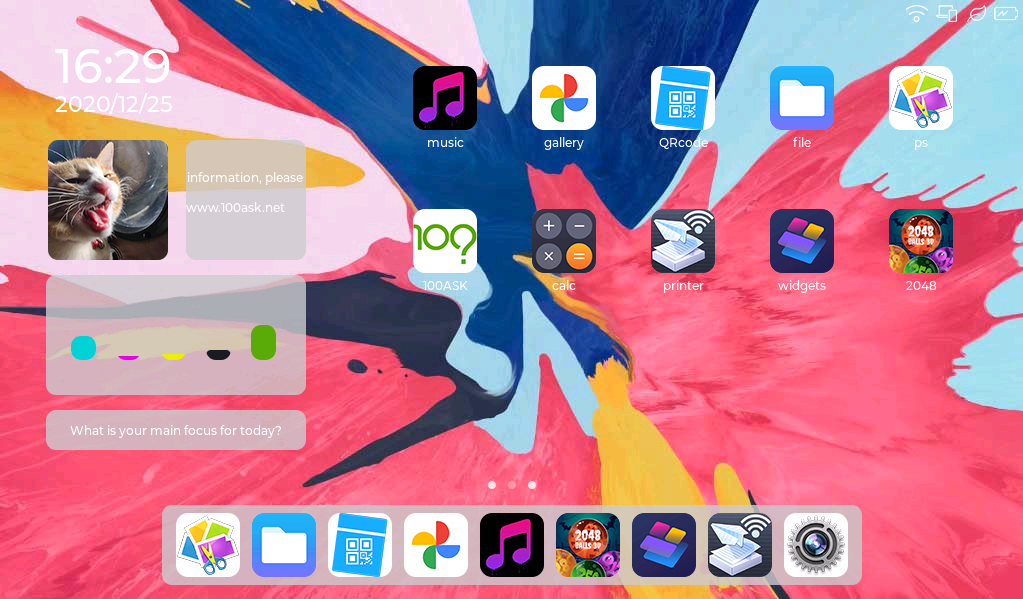 16:29
2020/12/25
information, please
www.100ask.net
What is your main focus for today?
music
gallery
QRcode
file
ps
100?
100ASK
calc
printer
widgets
2048
BALLS 3D
2048
2048
BALLS 3D